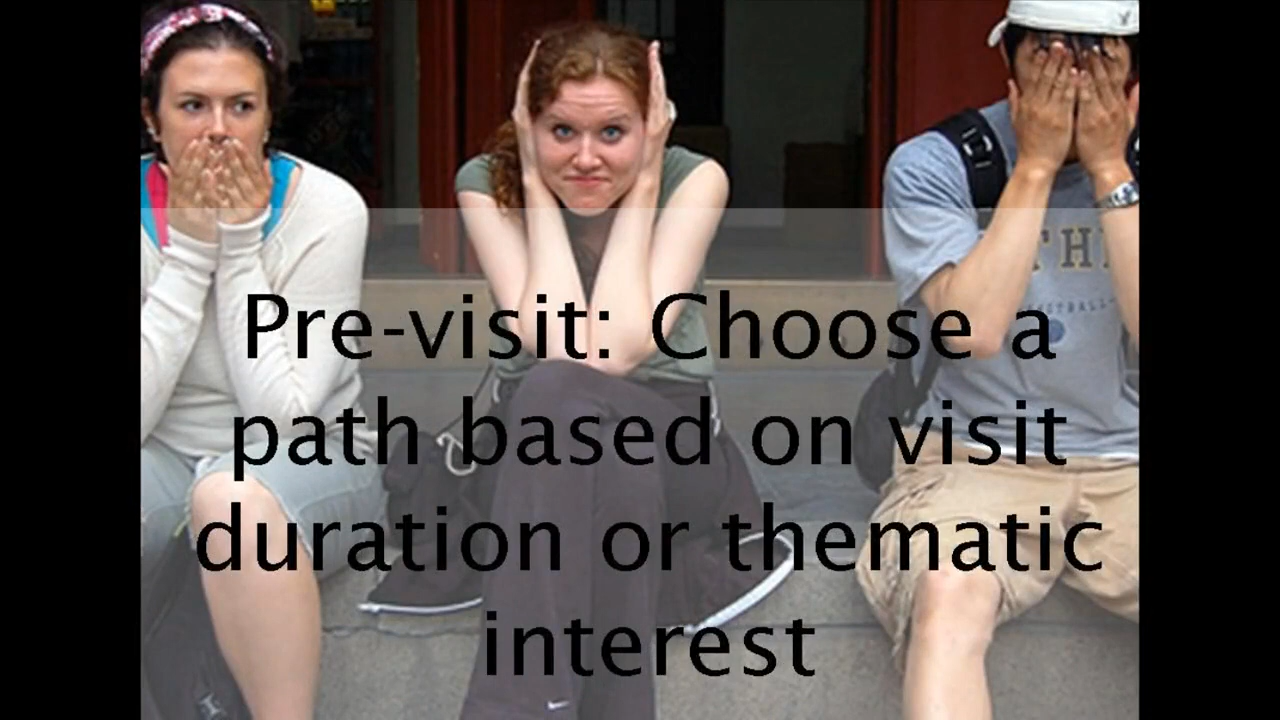 Pre-visit: Choose a
path based on visit
duration or thematic
interest